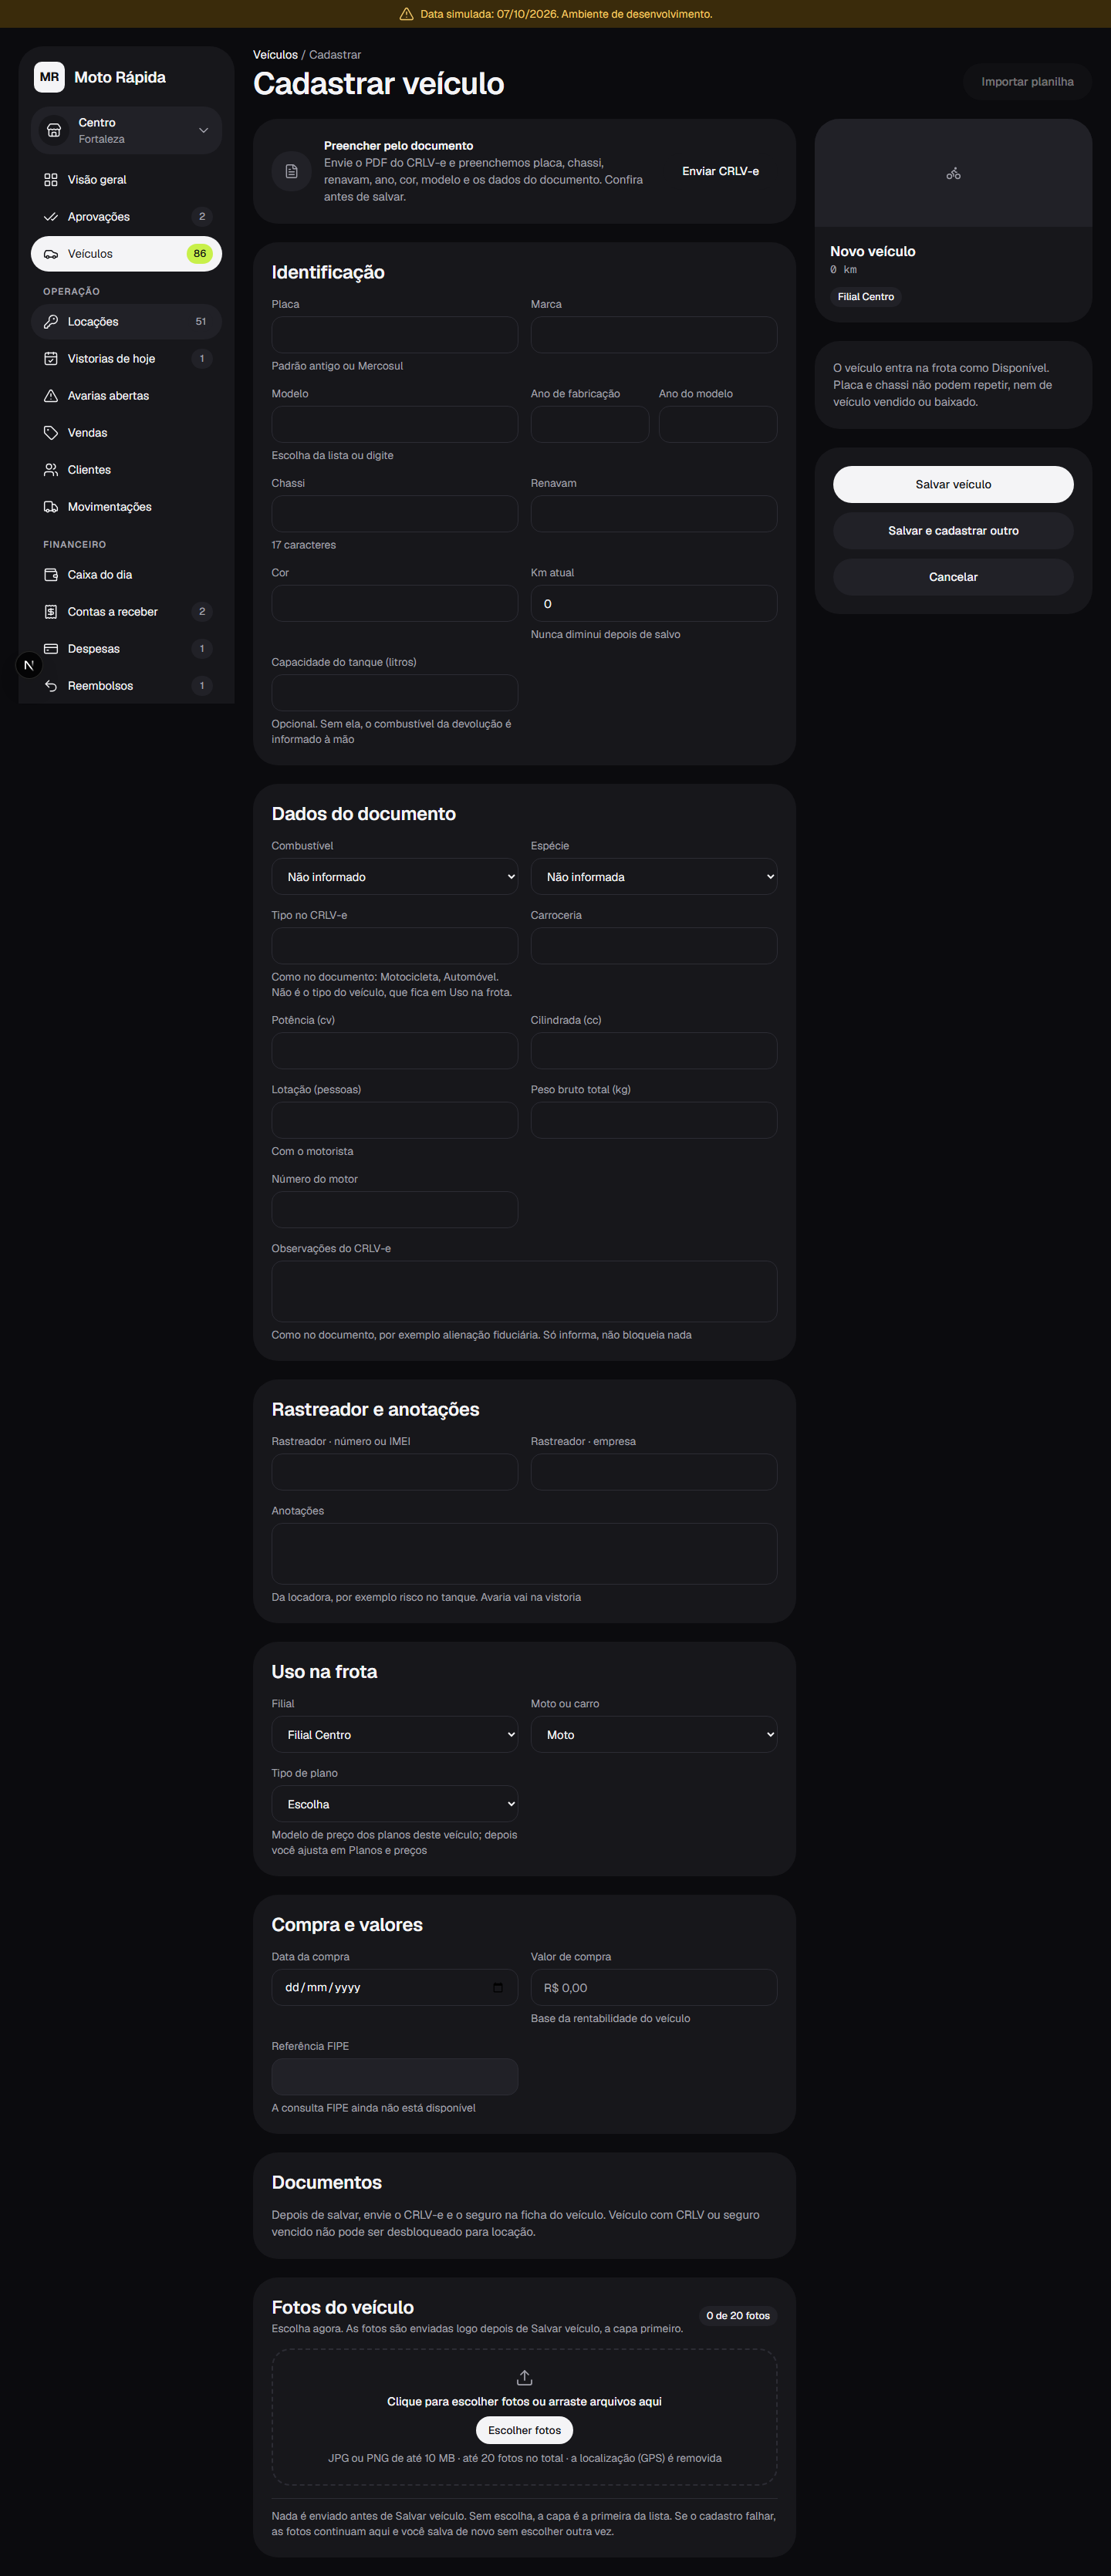 Data simulada: 07/10/2026. Ambiente de desenvolvimento.
MR
Moto Rápida
Centro
Fortaleza
Visão geral
Aprovações 2
Veículos 86
OPERAÇÃO
Locações 51
Vistorias de hoje 1
Avarias abertas
Vendas
Clientes
Movimentações
FINANCEIRO
Caixa do dia
Contas a receber 2
Despesas 1
N
Reembolsos 1
Veículos / Cadastrar
Cadastrar veículo
Importar planilha
Preencher pelo documento
Envie o PDF do CRLV-e e preenchemos placa, chassi,
renavam, ano, cor, modelo e os dados do documento. Confira
antes de salvar.
Enviar CRLV-e
Identificação
Placa
Marca
Padrão antigo ou Mercosul
Modelo
Ano de fabricação
Ano do modelo
Escolha da lista ou digite
Chassi
Renavam
17 caracteres
Cor
Km atual
0
Nunca diminui depois de salvo
Capacidade do tanque (litros)
Opcional. Sem ela, o combustível da devolução é
informado à mão
Dados do documento
Combustível
Espécie
Não informado
Não informada
Tipo no CRLV-e
Carroceria
Como no documento: Motocicleta, Automóvel.
Não é o tipo do veículo, que fica em Uso na frota.
Potência (cv)
Cilindrada (cc)
Lotação (pessoas)
Peso bruto total (kg)
Com o motorista
Número do motor
Observações do CRLV-e
Como no documento, por exemplo alienação fiduciária. Só informa, não bloqueia nada
Rastreador e anotações
Rastreador · número ou IMEI
Rastreador · empresa
Anotações
Da locadora, por exemplo risco no tanque. Avaria vai na vistoria
Uso na frota
Filial
Moto ou carro
Filial Centro
Moto
Tipo de plano
Escolha
Modelo de preço dos planos deste veículo; depois
você ajusta em Planos e preços
Compra e valores
Data da compra
Valor de compra
dd/mm/yyyy
R$ 0,00
Base da rentabilidade do veículo
Referência FIPE
A consulta FIPE ainda não está disponível
Documentos
Depois de salvar, envie o CRLV-e e o seguro na ficha do veículo. Veículo com CRLV ou seguro
vencido não pode ser desbloqueado para locação.
Fotos do veículo
Escolha agora. As fotos são enviadas logo depois de Salvar veículo, a capa primeiro.
0 de 20 fotos
Clique para escolher fotos ou arraste arquivos aqui
Escolher fotos
JPG ou PNG de até 10 MB · até 20 fotos no total · a localização (GPS) é removida
Nada é enviado antes de Salvar veículo. Sem escolha, a capa é a primeira da lista. Se o cadastro falhar,
as fotos continuam aqui e você salva de novo sem escolher outra vez.
Novo veículo
0 km
Filial Centro
O veículo entra na frota como Disponível.
Placa e chassi não podem repetir, nem de
veículo vendido ou baixado.
Salvar veículo
Salvar e cadastrar outro
Cancelar